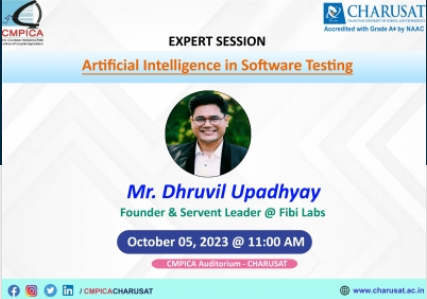 CMPICA
CHARUSAT
Accredited with Grade A+ by NAAC
EXPERT SESSION
Artificial Intelligence in Software Testing
Mr. Dhruvil Upadhyay
Founder & Servent Leader @ Fibi Labs
October 05, 2023 @ 11:00 AM
CMPICA Auditorium - CHARUSAT
/ CMPICACHARUSAT
www.charusat.ac.in